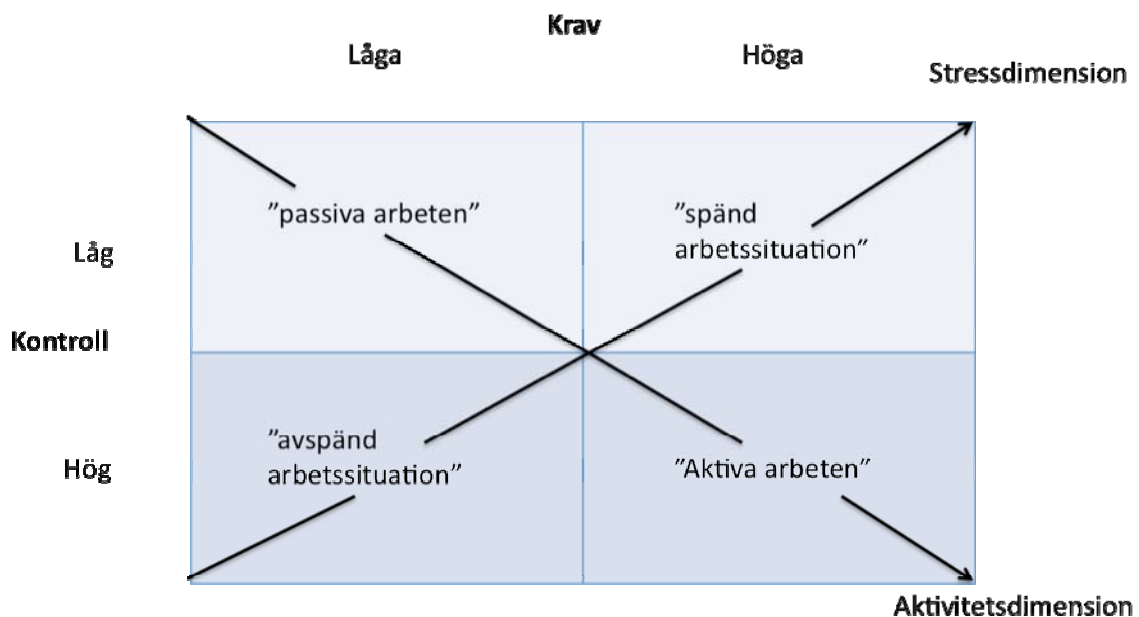 Krav
Låga
Höga
Stressdimension
”passiva arbeten”
”spänd
arbetssituation”
Låg
Kontroll
”avspänd
arbetssituation”
Hög
”Aktiva arbeten”
Aktivitetsdimension